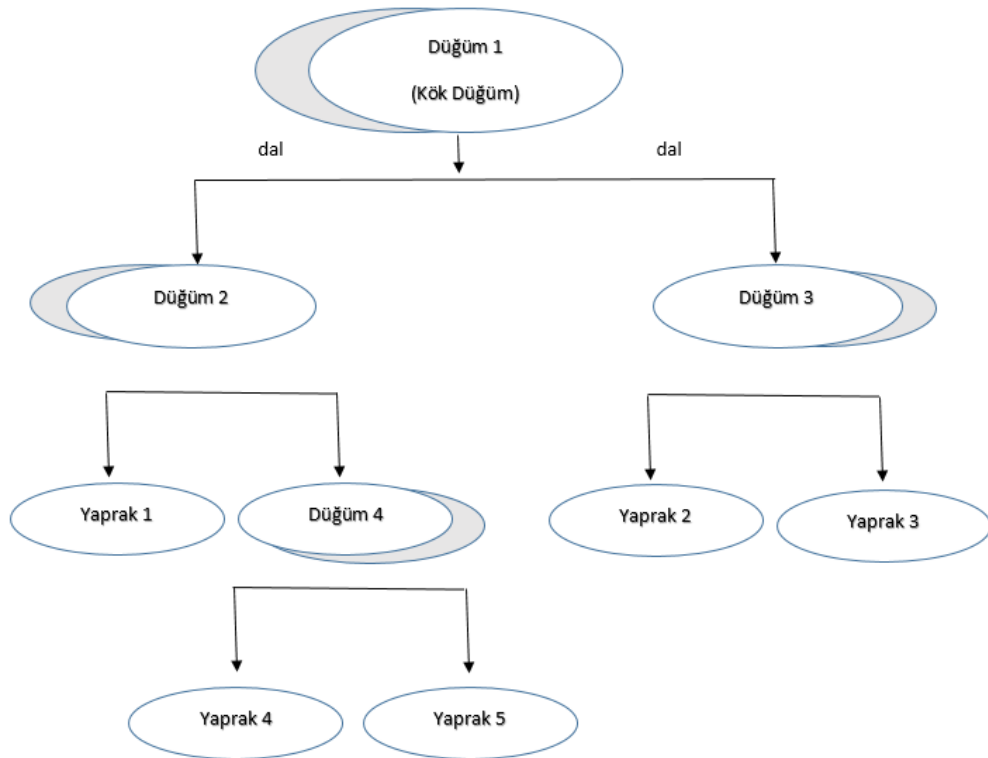 Düğüm 1
(Kök Düğüm)
dal
dal
Düğüm 2
Düğüm 3
Yaprak 1
Düğüm 4
Yaprak 2
Yaprak 3
Yaprak 4
Yaprak 5